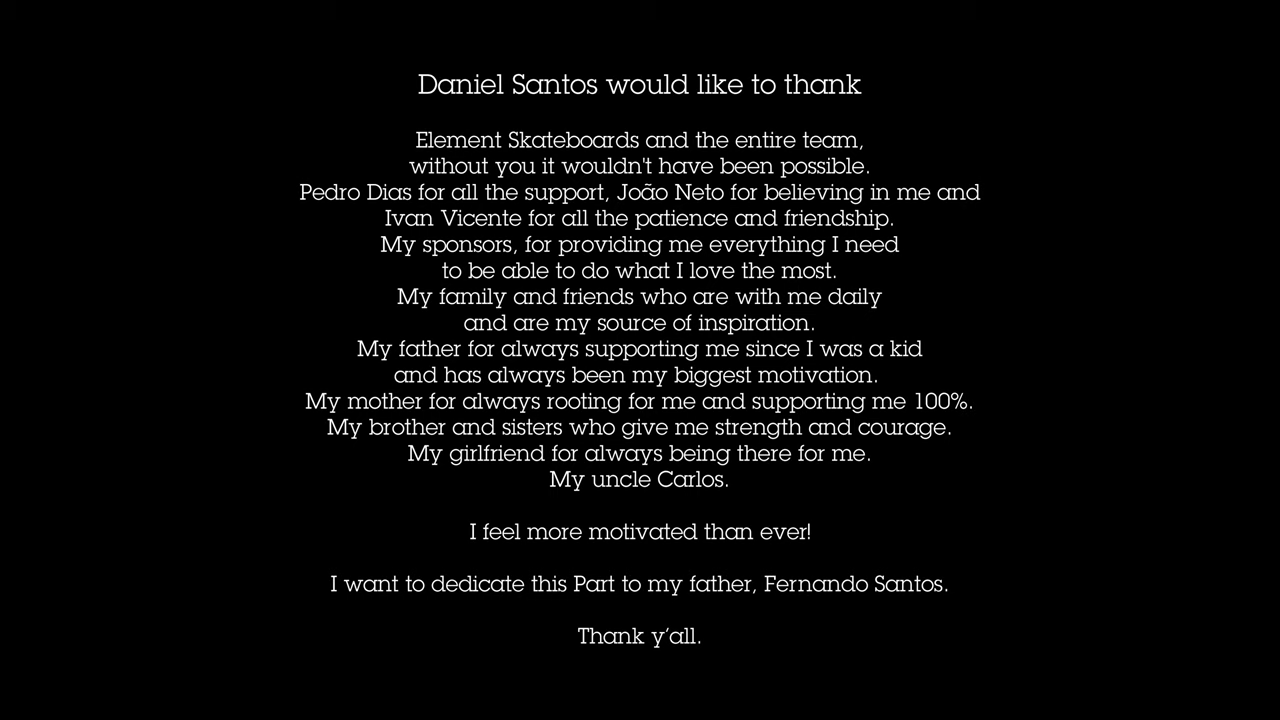 Daniel Santos would like to thank
Element Skateboards and the entire team,
without you it wouldn't have been possible.
Pedro Dias for all the support, João Neto for believing in me and
Ivan Vicente for all the patience and friendship.
My sponsors, for providing me everything I need
to be able to do what I love the most.
My family and friends who are with me daily
and are my source of inspiration.
My father for always supporting me since I was a kid
and has always been my biggest motivation.
My mother for always rooting for me and supporting me 100%.
My brother and sisters who give me strength and courage.
My girlfriend for always being there for me.
My uncle Carlos.
I feel more motivated than ever!
I want to dedicate this Part to my father, Fernando Santos.
Thank y’all.